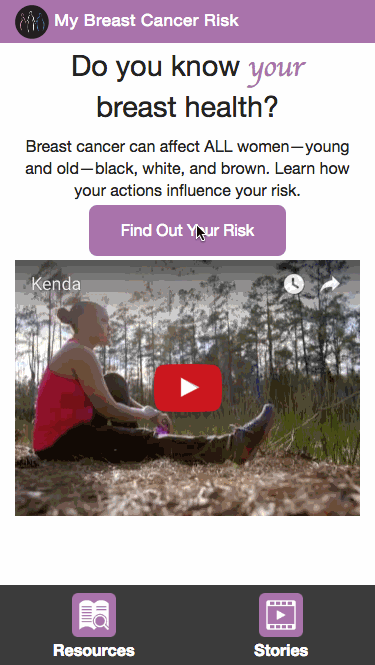 My Breast Cancer Risk
Do you know your
breast health?
Breast cancer can affect ALL women—young
and old—black, white, and brown. Learn how
your actions influence your risk.
Find Out Your Risk
Kenda
Resources
Stories